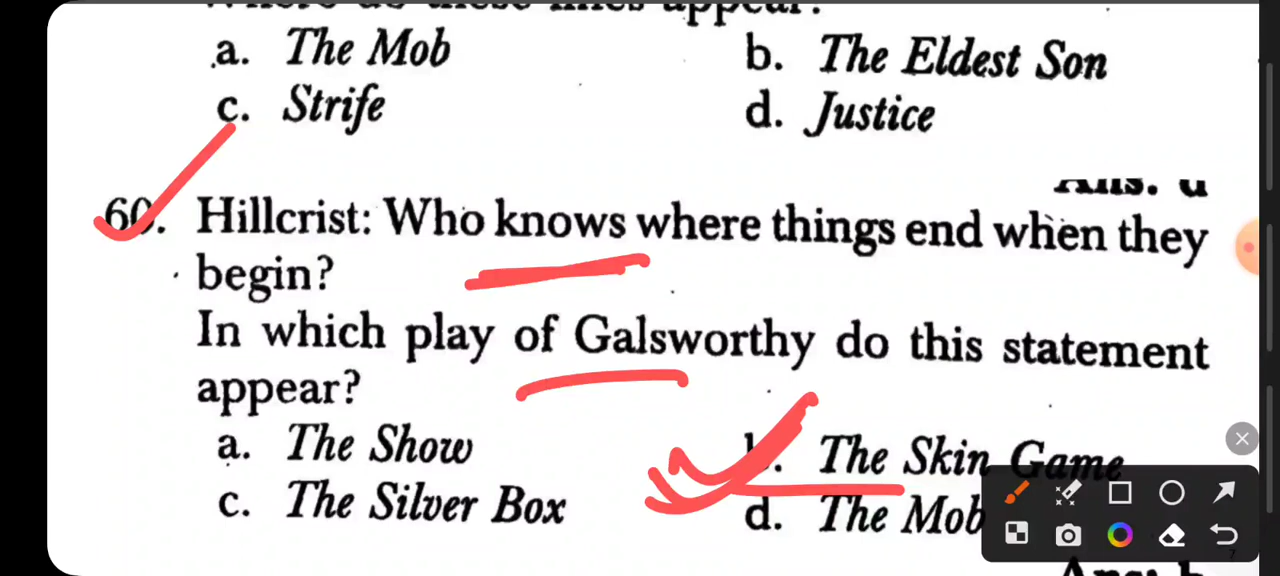 a. The Mob b. The Eldest Son
c. Strife d. Justice
60. Hillcrist: Who knows where things end when they
begin?
In which play of Galsworthy do this statement
appear?
a. The Show b. The Skin Game
c. The Silver Box d. The Mob